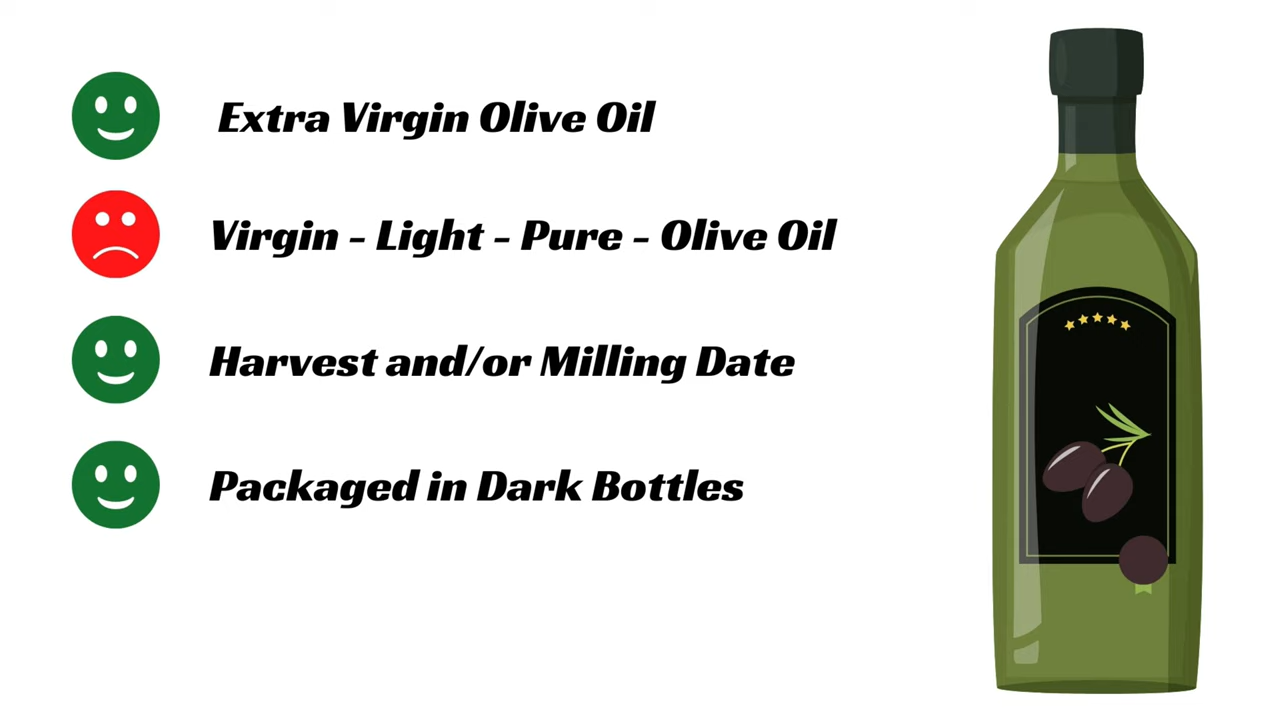 Extra Virgin Olive Oil
Virgin - Light - Pure - Olive Oil
Harvest and/or Milling Date
Packaged in Dark Bottles